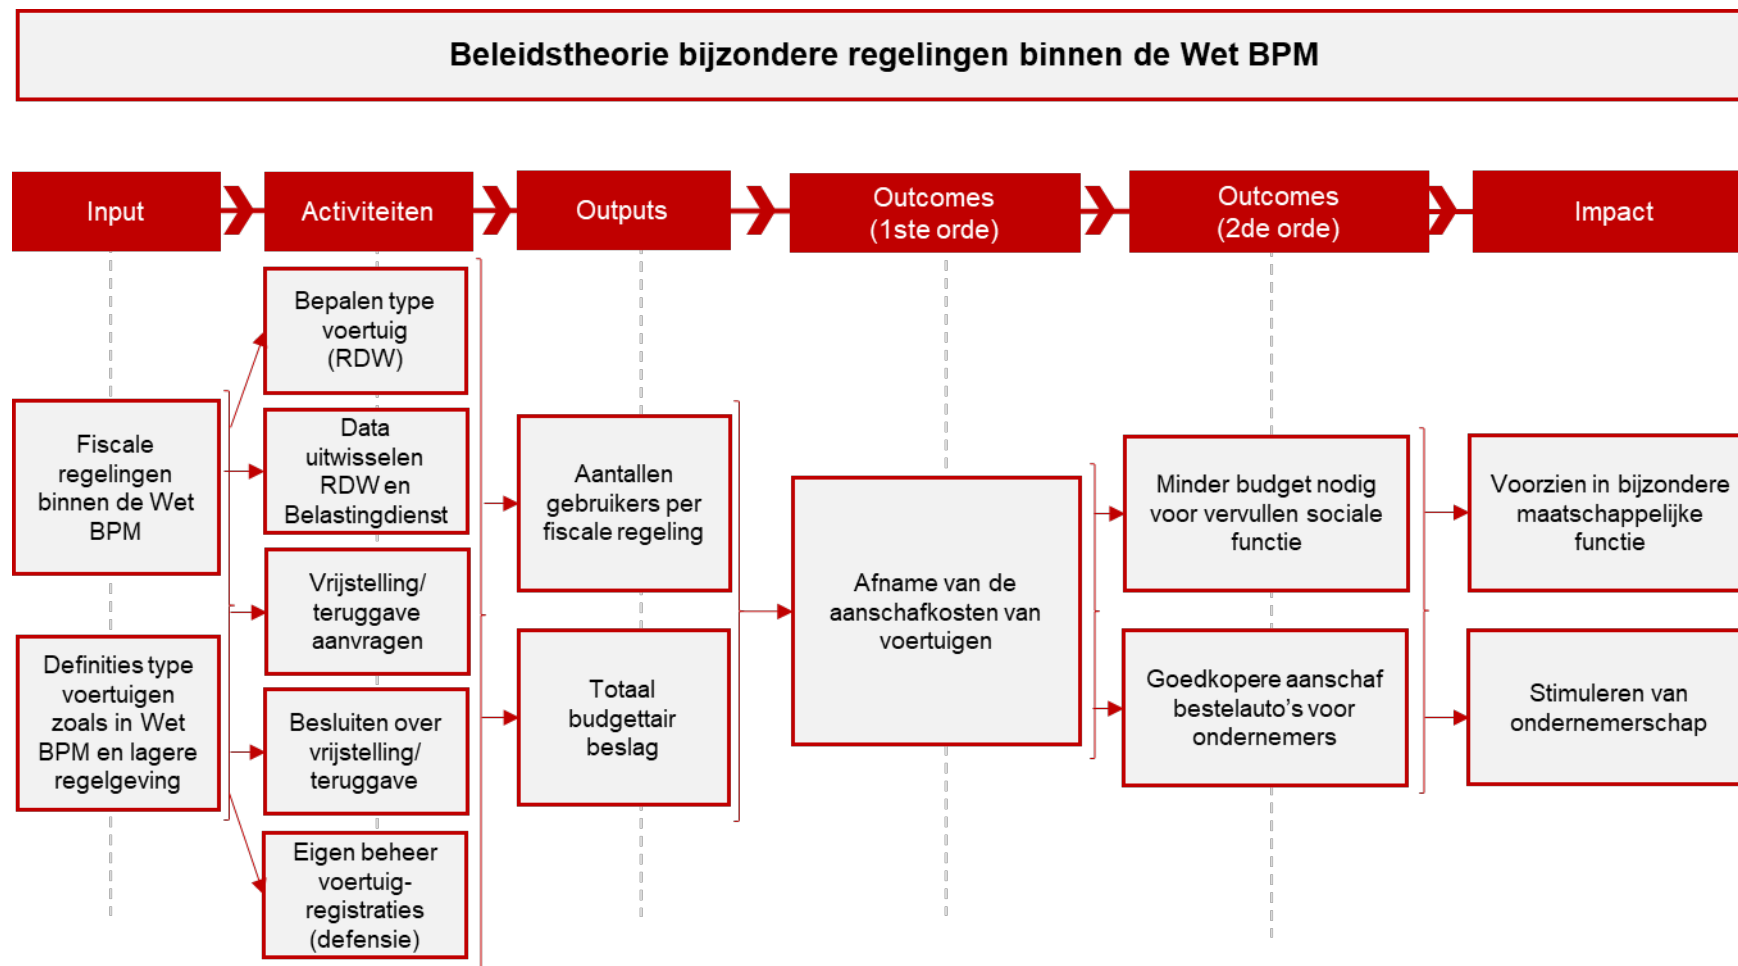 Beleidstheorie bijzondere regelingen binnen de Wet BPM
Input
Activiteiten
Outputs
Outcomes
(1ste orde)
Outcomes
(2de orde)
Impact
Fiscale
regelingen
binnen de Wet
BPM
Definities type
voertuigen
zoals in Wet
BPM en lagere
regelgeving
Bepalen type
voertuig
(RDW)
Data
uitwisselen
RDW en
Belastingdienst
Vrijstelling/
teruggave
aanvragen
Besluiten over
vrijstelling/
teruggave
Eigen beheer
voertuig-
registraties
(defensie)
Aantallen
gebruikers per
fiscale regeling
Totaal
budgettair
beslag
Afname van de
aanschafkosten van
voertuigen
Minder budget nodig
voor vervullen sociale
functie
Goedkopere aanschaf
bestelauto's voor
ondernemers
Voorzien in bijzondere
maatschappelijke
functie
Stimuleren van
ondernemerschap